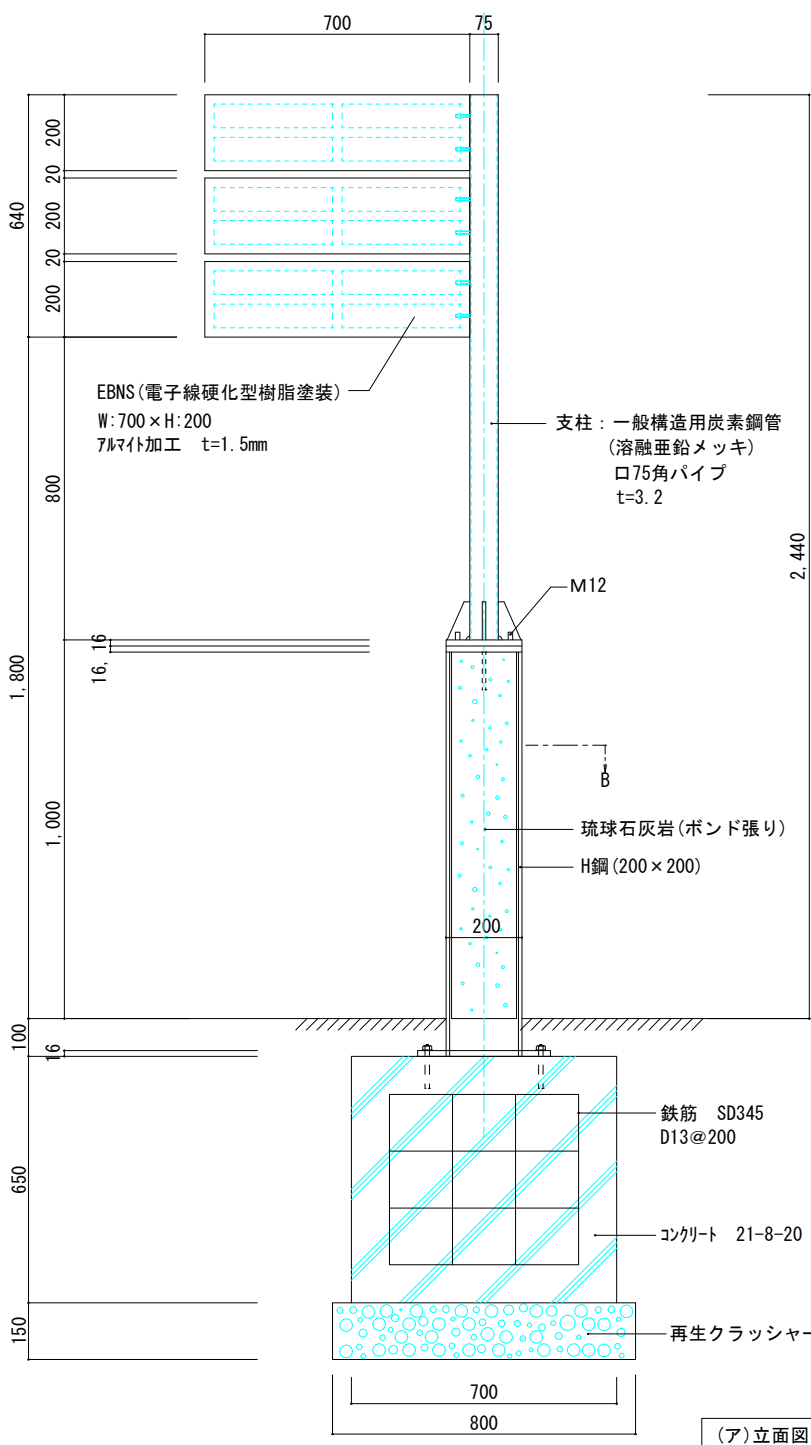 700
75
200
20
200
20
200
640
EBNS(電子線硬化型樹脂塗装)
W:700×H:200
アルマイト加工 t=1.5mm
支柱：一般構造用炭素鋼管
(溶融亜鉛メッキ)
口75角パイプ
t=3.2
800
2,440
M12
16, 16
1,800
B
1,000
琉球石灰岩(ボンド張り)
H鋼(200×200)
200
100
16
鉄筋 SD345
D13@200
650
コンクリート 21-8-20
150
再生クラッシャー
700
800
(ア)立面図